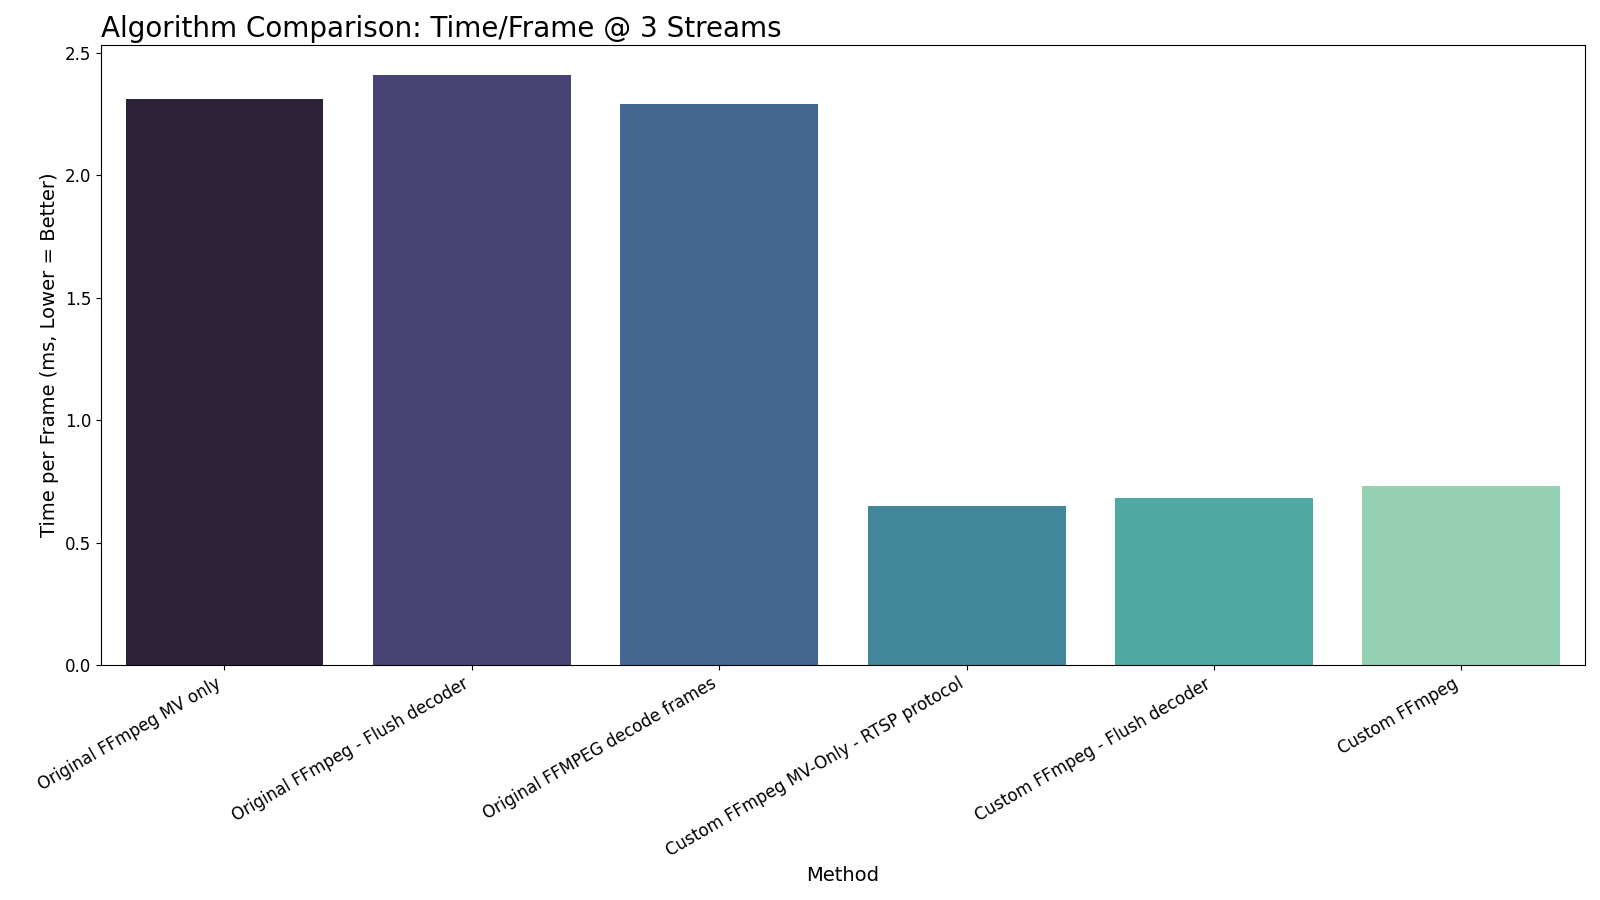 Algorithm Comparison: Time/Frame @ 3 Streams
Time per Frame (ms, Lower = Better)
2.5
2.0
1.5
1.0
0.5
0.0
Original FFmpeg MV only
Original FFmpeg - Flush decoder
Original FFMPEG decode frames
Custom FFmpeg MV-Only - RTSP protocol
Custom FFmpeg - Flush decoder
Custom FFmpeg
Method